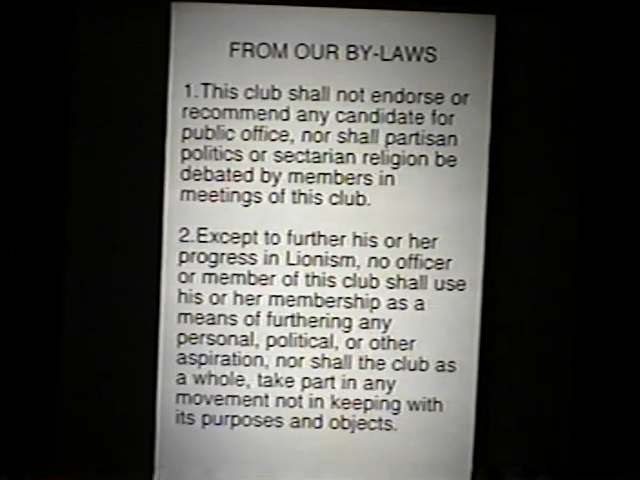 FROM OUR BY-LAWS
1.This club shall not endorse or
recommend any candidate for
public office, nor shall partisan
politics or sectarian religion be
debated by members in
meetings of this club.
2.Except to further his or her
progress in Lionism, no officer
or member of this club shall use
his or her membership as a
means of furthering any
personal, political, or other
aspiration, nor shall the club as
a whole, take part in any
movement not in keeping with
its purposes and objects.